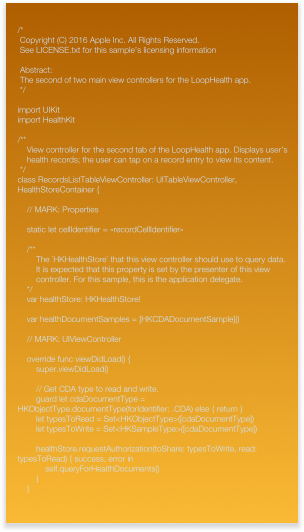 /*
Copyright (C) 2016 Apple Inc. All Rights Reserved.
See LICENSE.txt for this sample's licensing information
Abstract:
The second of two main view controllers for the LoopHealth app.
*/
import UIKit
import HealthKit
/**
View controller for the second tab of the LoopHealth app. Displays user's
health records; the user can tap on a record entry to view its content.
*/
class RecordsListTableViewController: UITableViewController,
HealthStoreContainer {
// MARK: Properties
static let cellIdentifier = «recordCellIdentifier»
/**
The `HKHealthStore` that this view controller should use to query data.
It is expected that this property is set by the presenter of this view
controller. For this sample, this is the application delegate.
*/
var healthStore: HKHealthStore!
var healthDocumentSamples = [HKCDADocumentSample]()
// MARK: UIViewController
override func viewDidLoad() {
super.viewDidLoad()
// Get CDA type to read and write.
guard let cdaDocumentType =
HKObjectType.documentType(forIdentifier: .CDA) else { return }
let typesToRead = Set<HKObjectType>([cdaDocumentType])
let typesToWrite = Set<HKSampleType>([cdaDocumentType])
healthStore.requestAuthorization(toShare: typesToWrite, read:
typesToRead) { success, error in
self.queryForHealthDocuments()
}
}